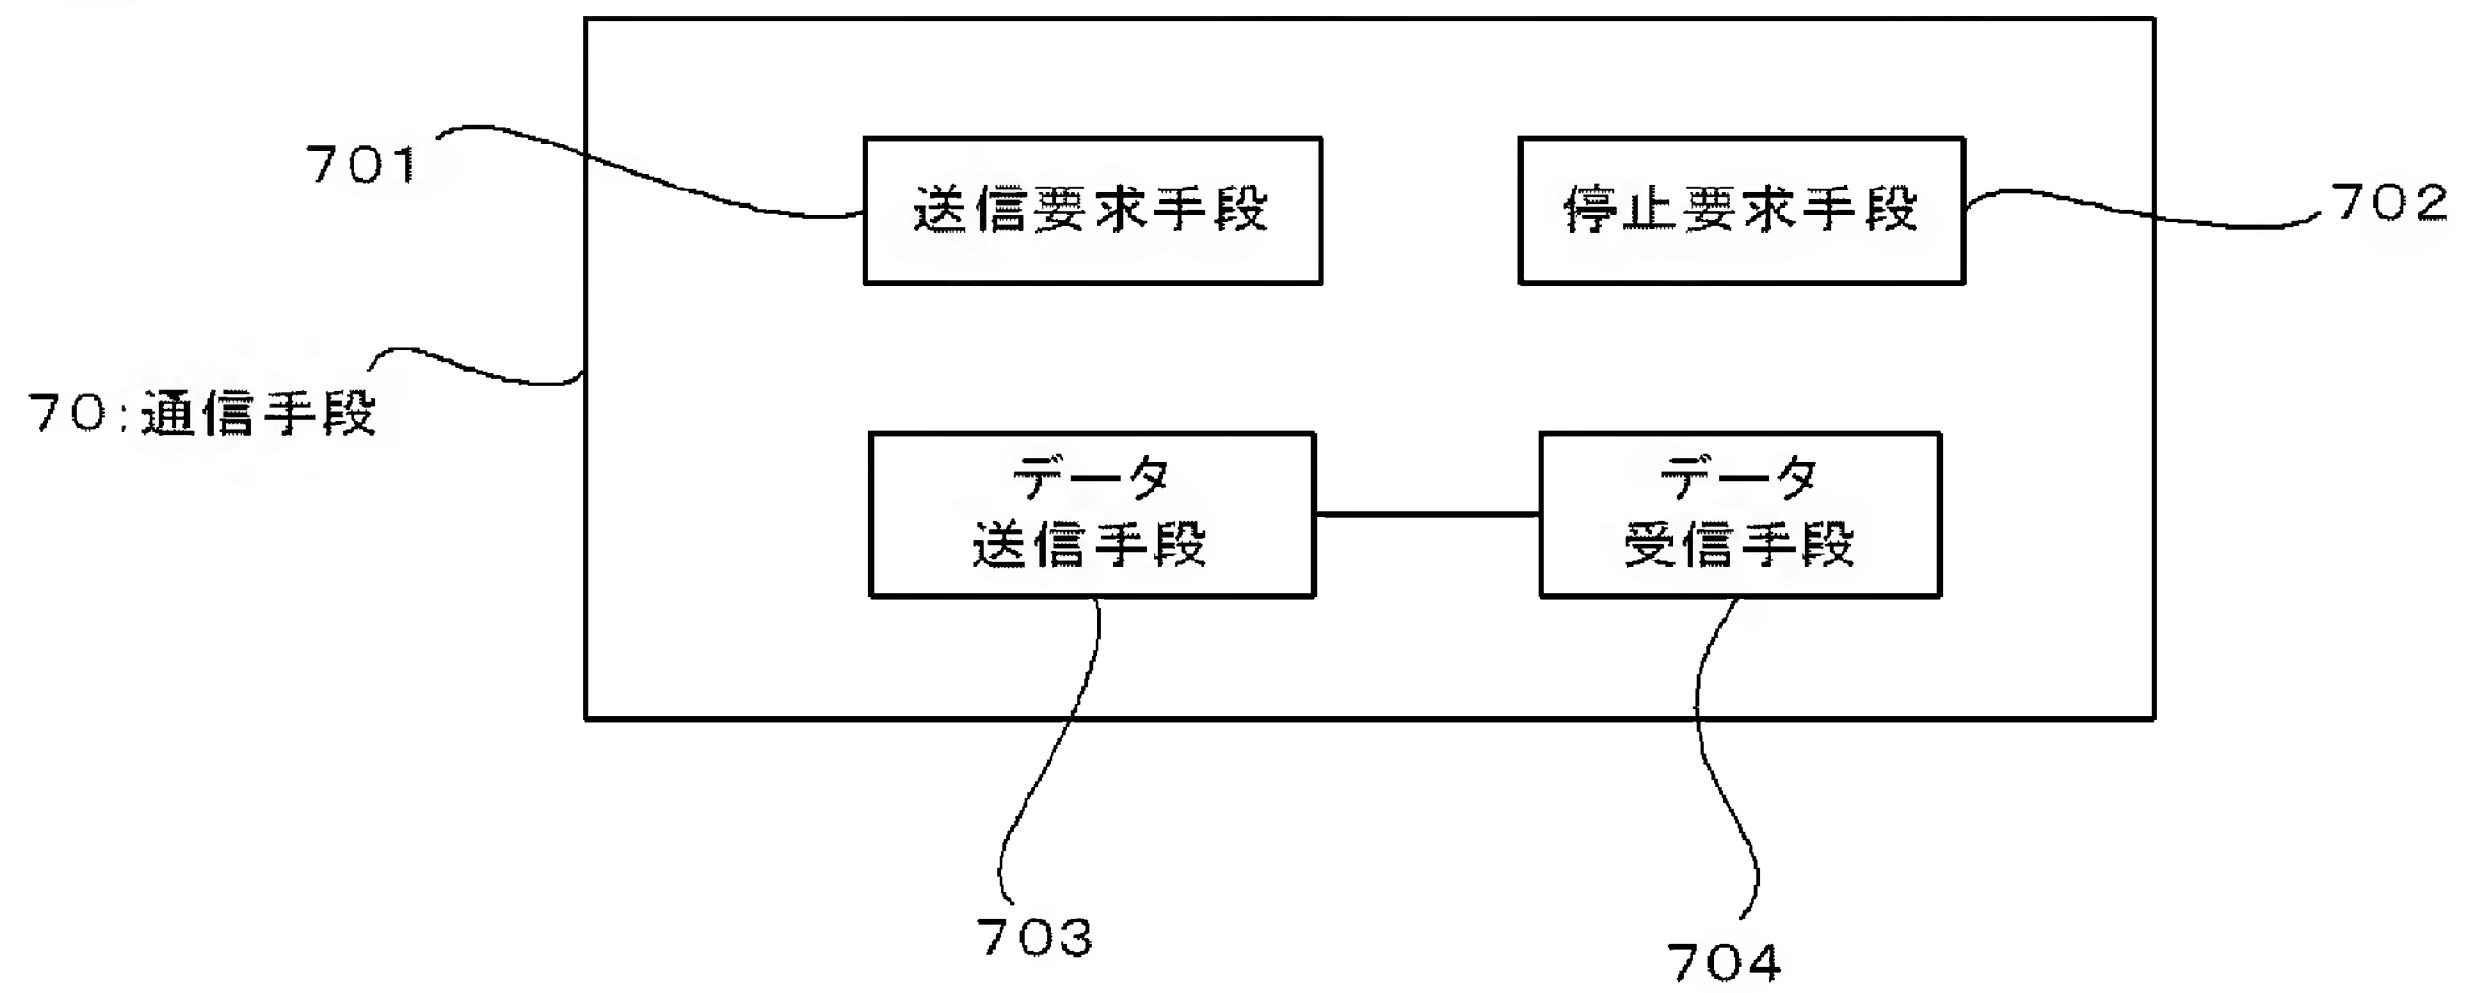 701
送信要求手段
停止要求手段
702
70:通信手段
データ
送信手段
データ
受信手段
703
704